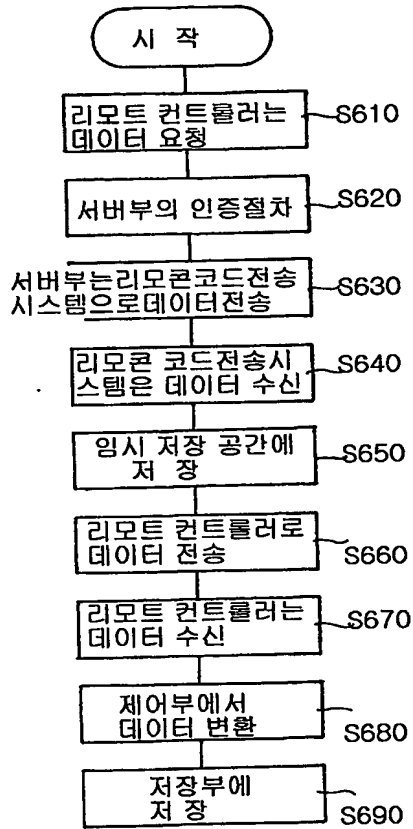 시 작
리모트 컨트롤러는
데이터 요청
S610
서버부의 인증절차
S620
서버부는리모콘코드전송
시스템으로데이터전송
S630
리모콘 코드전송시
스템은 데이터 수신
S640
임시 저장 공간에
저 장
S650
리모트 컨트롤러로
데이터 전송
S660
리모트 컨트롤러는
데이터 수신
S670
제어부에서
데이터 변환
S680
저장부에
저 장
S690